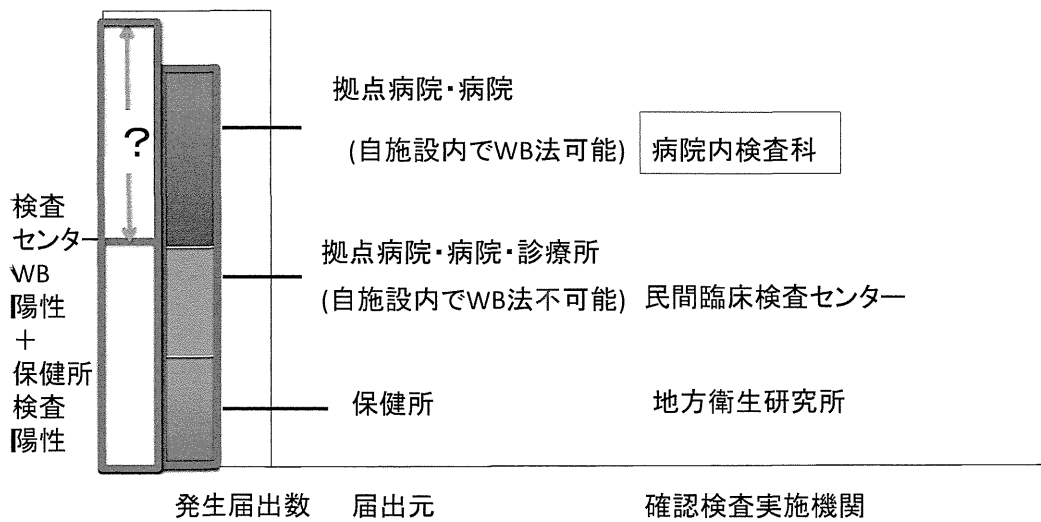 拠点病院・病院
(自施設内でWB法可能) 病院内検査科
?
検査
センター
WB
陽性
+
保健所
検査
陽性
拠点病院・病院・診療所
(自施設内でWB法不可能) 民間臨床検査センター
保健所 地方衛生研究所
発生届出数 届出元 確認検査実施機関